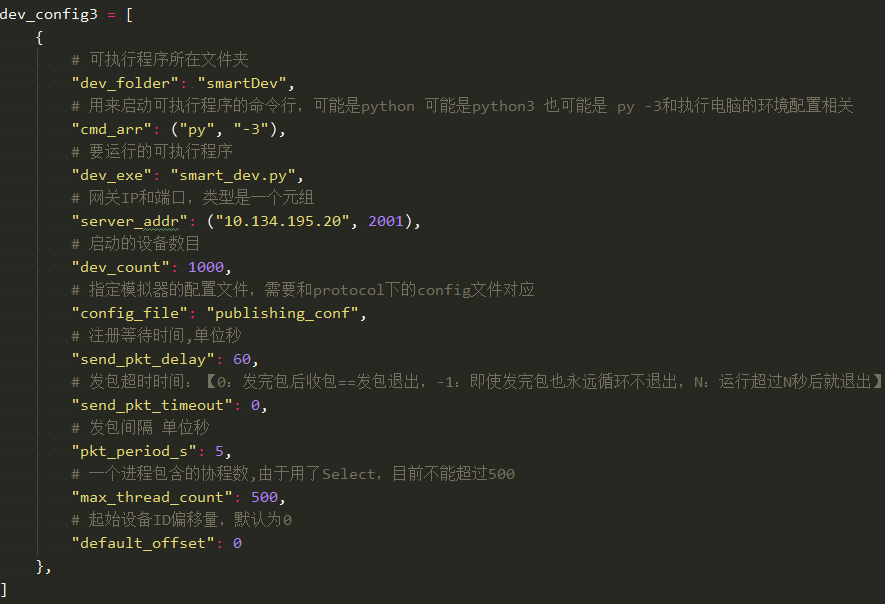 dev_config3 = [
{
# 可执行程序所在文件夹
"dev_folder": "smartDev",
# 用来启动可执行程序的命令行，可能是python 可能是python3 也可能是 py -3和执行电脑的环境配置相关
"cmd_arr": ("py", "-3"),
# 要运行的可执行程序
"dev_exe": "smart_dev.py",
# 网关IP和端口，类型是一个元组
"server_addr": ("10.134.195.20", 2001),
# 启动的设备数目
"dev_count": 1000,
# 指定模拟器的配置文件，需要和protocol下的config文件对应
"config_file": "publishing_conf",
# 注册等待时间,单位秒
"send_pkt_delay": 60,
# 发包超时时间：【0：发完包后收包==发包退出，-1：即使发完包也永远循环不退出，N：运行超过N秒后就退出】
"send_pkt_timeout": 0,
# 发包间隔 单位秒
"pkt_period_s": 5,
# 一个进程包含的协程数,由于用了Select，目前不能超过500
"max_thread_count": 500,
# 起始设备ID偏移量，默认为0
"default_offset": 0
},
]